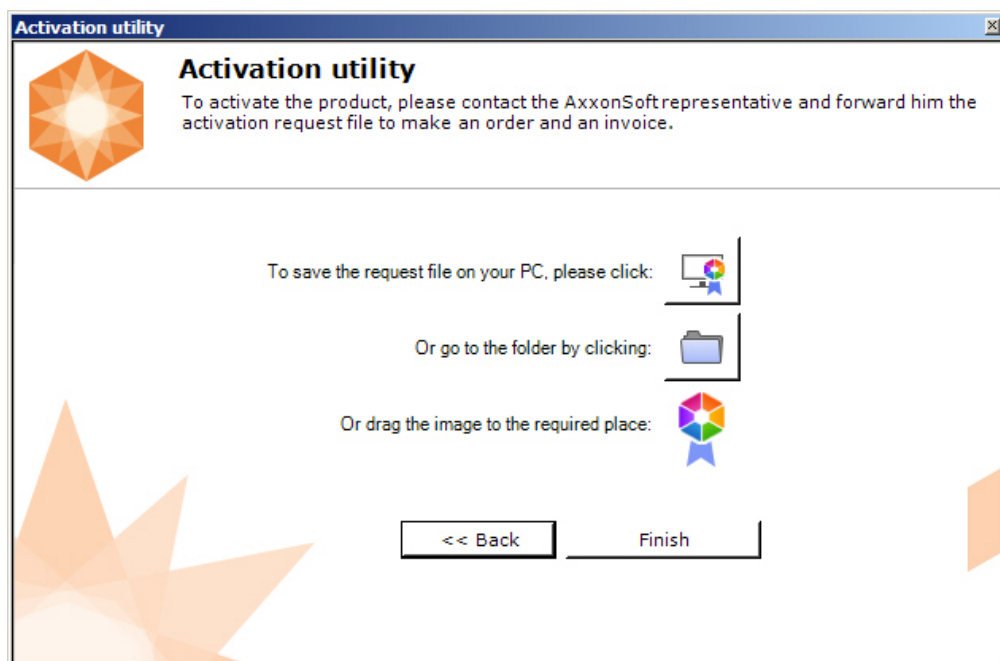 Activation utility
Activation utility
To activate the product, please contact the AxxonSoft representative and forward him the
activation request file to make an order and an invoice.
To save the request file on your PC, please click:
Or go to the folder by clicking:
Or drag the image to the required place:
<< Back
Finish